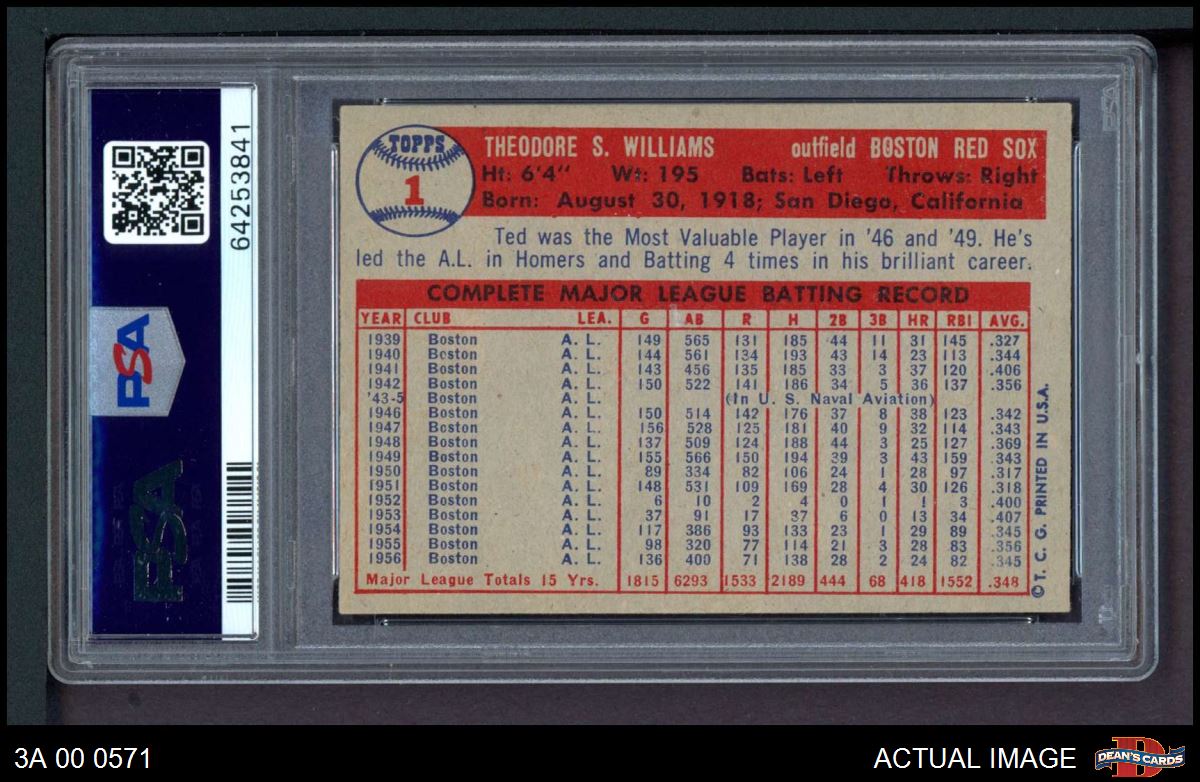 PSA
64253841
PSA
TOPPS
1
THEODORE S. WILLIAMS outfield BOSTON RED SOX
Ht: 6'4" Wt: 195 Bats: Left Throws: Right
Born: August 30, 1918; San Diego, California
Ted was the Most Valuable Player in '46 and '49. He's
led the A.L. in Homers and Batting 4 times in his brilliant career.
COMPLETE MAJOR LEAGUE BATTING RECORD
YEAR CLUB LEA. G AB R H 2B 3B HR RBI AVG.
1939 Boston A. L. 149 565 131 185 44 11 31 145 .327
1940 Boston A. L. 144 561 134 193 43 14 23 113 .344
1941 Boston A. L. 143 456 135 185 33 3 37 120 .406
1942 Boston A. L. 150 522 141 186 34 5 36 137 .356
'43-5 Boston A. L. (In U. S. Naval Aviation)
1946 Boston A. L. 150 514 142 176 37 8 38 123 .342
1947 Boston A. L. 156 528 125 181 40 9 32 114 .343
1948 Boston A. L. 137 509 124 188 44 3 25 127 .369
1949 Boston A. L. 155 566 150 194 39 3 43 159 .343
1950 Boston A. L. 89 334 82 106 24 1 28 97 .317
1951 Boston A. L. 148 531 109 169 28 4 30 126 .318
1952 Boston A. L. 6 10 2 4 0 1 1 3 .400
1953 Boston A. L. 37 91 17 37 6 0 13 34 .407
1954 Boston A. L. 117 386 93 133 23 1 29 89 .345
1955 Boston A. L. 98 320 77 114 21 3 28 83 .356
1956 Boston A. L. 136 400 71 138 28 2 24 82 .345
Major League Totals 15 Yrs. 1815 6293 1533 2189 444 68 418 1552 .348
©T. C. G. PRINTED IN U.S.A.
3A 00 0571
ACTUAL IMAGE
DEAN'S CARDS